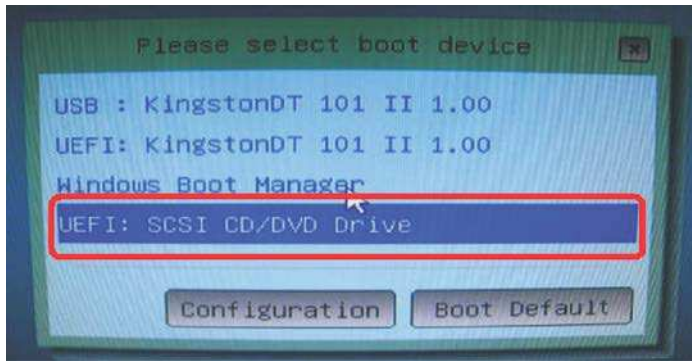 Please select boot device
USB : KingstonDT 101 II 1.00
UEFI: KingstonDT 101 II 1.00
Windows Boot Manager
UEFI: SCSI CD/DVD Drive
Configuration
Boot Default